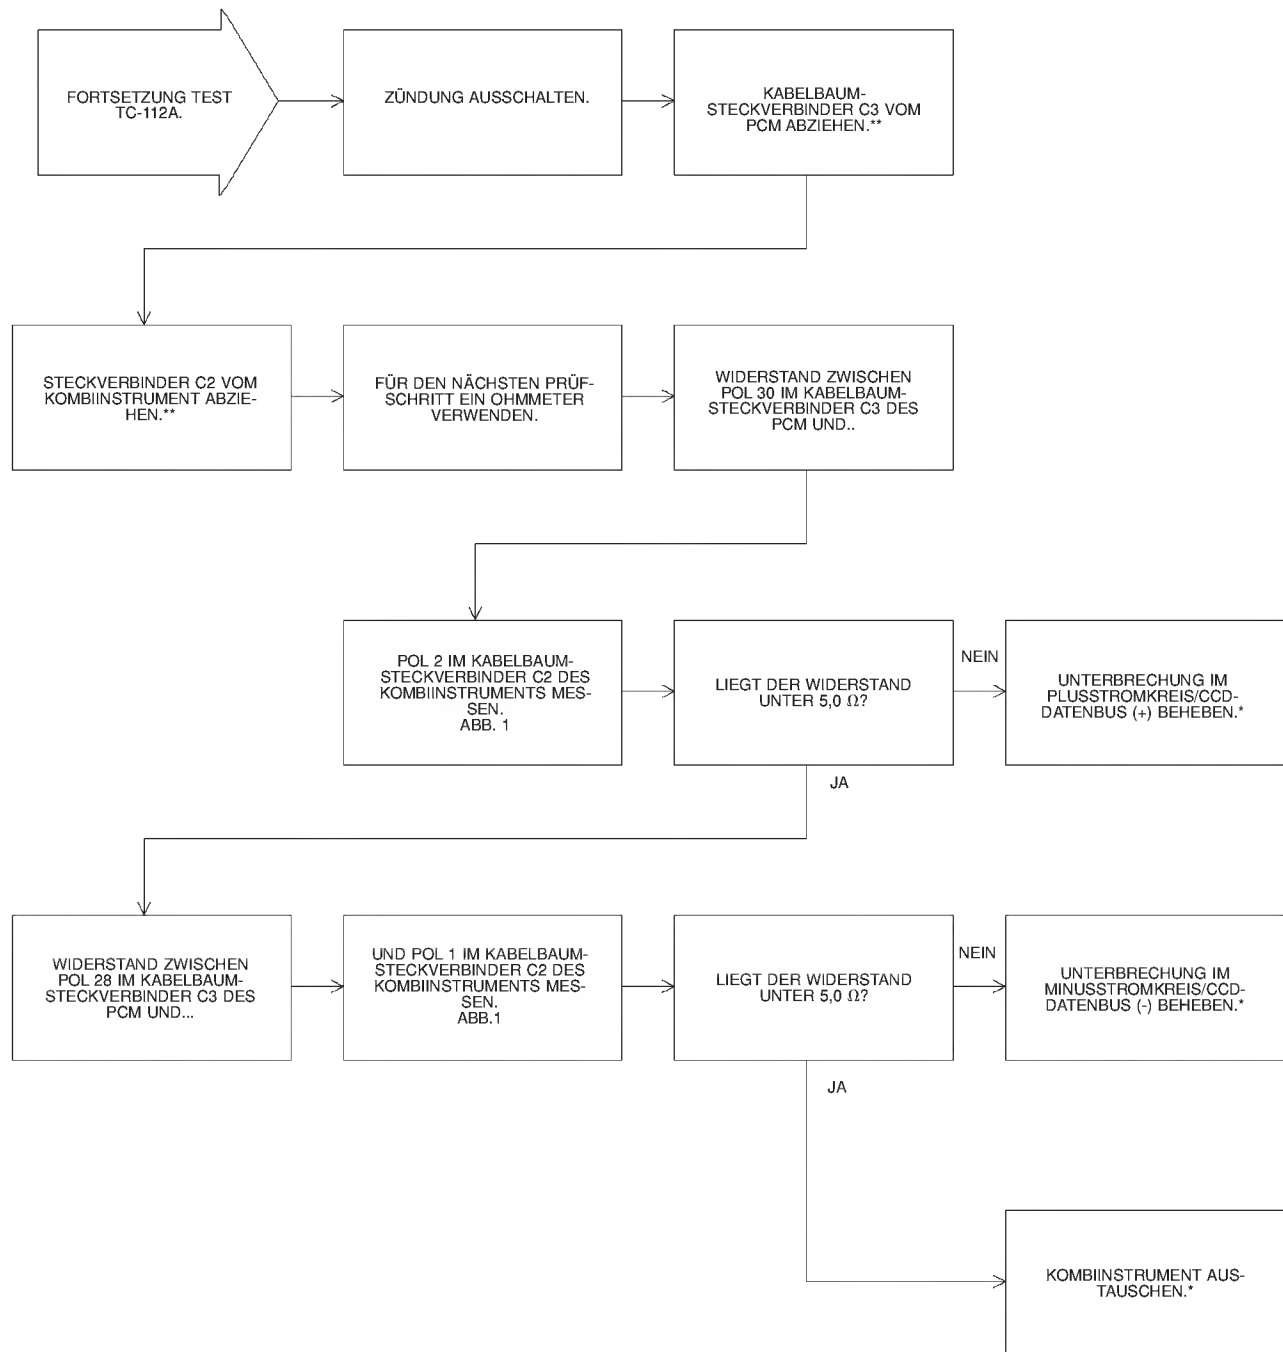 FORTSETZUNG TEST
TC-112A.
ZÜNDUNG AUSSCHALTEN.
KABELBAUM-
STECKVERBINDER C3 VOM
PCM ABZIEHEN.**
STECKVERBINDER C2 VOM
KOMBIINSTRUMENT ABZIE-
HEN.**
FÜR DEN NÄCHSTEN PRÜF-
SCHRITT EIN OHMMETER
VERWENDEN.
WIDERSTAND ZWISCHEN
POL 30 IM KABELBAUM-
STECKVERBINDER C3 DES
PCM UND..
POL 2 IM KABELBAUM-
STECKVERBINDER C2 DES
KOMBIINSTRUMENTS MES-
SEN.
ABB. 1
LIEGT DER WIDERSTAND
UNTER 5,0 Ω?
NEIN
UNTERBRECHUNG IM
PLUSSTROMKREIS/CCD-
DATENBUS (+) BEHEBEN.*
JA
WIDERSTAND ZWISCHEN
POL 28 IM KABELBAUM-
STECKVERBINDER C3 DES
PCM UND...
UND POL 1 IM KABELBAUM-
STECKVERBINDER C2 DES
KOMBIINSTRUMENTS MES-
SEN.
ABB.1
LIEGT DER WIDERSTAND
UNTER 5,0 Ω?
NEIN
UNTERBRECHUNG IM
MINUSSTROMKREIS/CCD-
DATENBUS (-) BEHEBEN.*
JA
KOMBIINSTRUMENT AUS-
TAUSCHEN.*